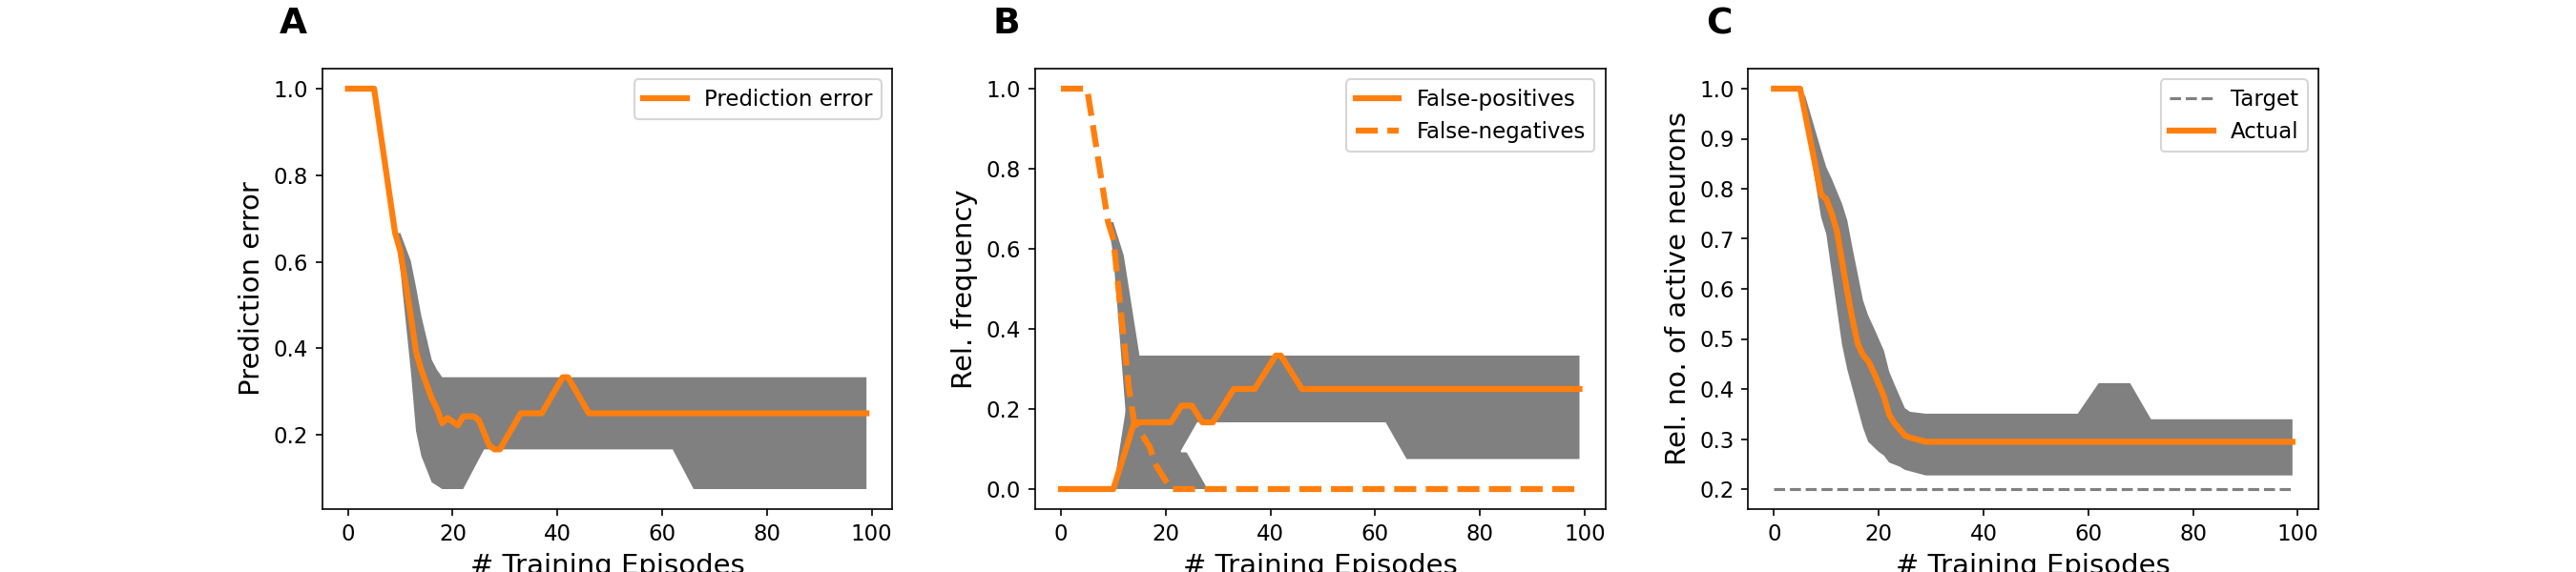 A
Prediction error
1.0
0.8
0.6
0.4
0.2
0 20 40 60 80 100
# Training Episodes
Prediction error
B
False-positives
False-negatives
1.0
0.8
0.6
0.4
0.2
0.0
0 20 40 60 80 100
# Training Episodes
Rel. frequency
C
Target
Actual
1.0
0.9
0.8
0.7
0.6
0.5
0.4
0.3
0.2
0 20 40 60 80 100
# Training Episodes
Rel. no. of active neurons